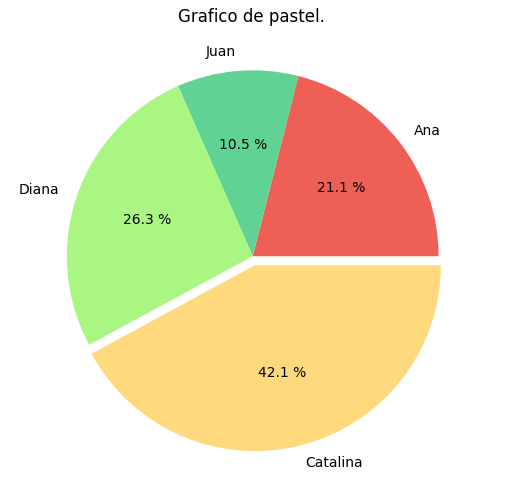 Grafico de pastel.
Juan
Ana
10.5 %
21.1 %
Diana
26.3 %
42.1 %
Catalina